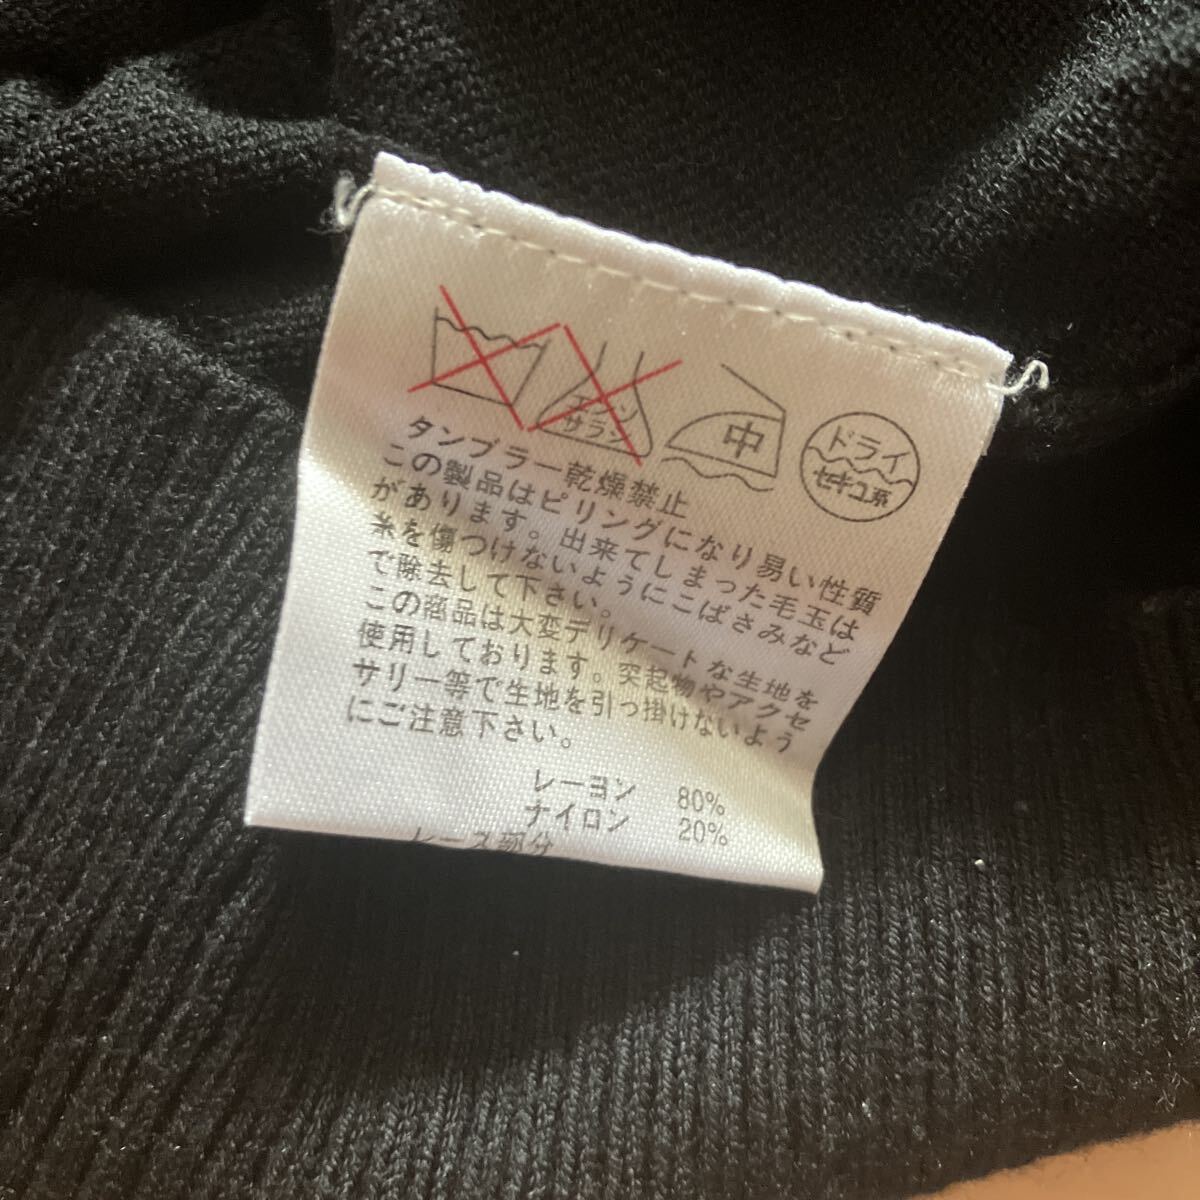 エンソ
サラシ
中
ドライ
セキユ系
タンブラー乾燥禁止
この製品はピリングになり易い性質
があります。出来てしまった毛玉は
糸を傷つけないようにこばさみなど
で除去して下さい。
この商品は大変デリケートな生地を
使用しております。突起物やアクセ
サリー等で生地を引っ掛けないよう
にご注意下さい。
レーヨン 80%
ナイロン 20%
レース部分